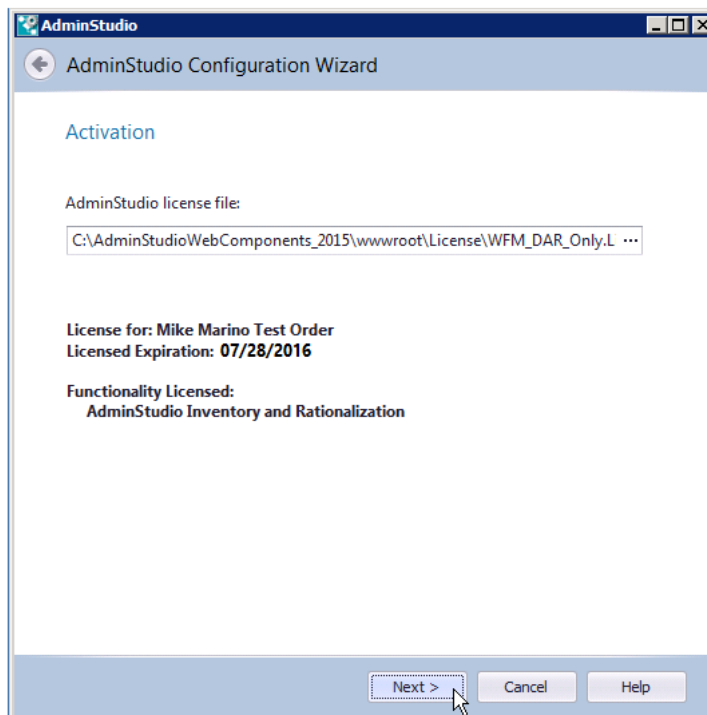 AdminStudio
AdminStudio Configuration Wizard
Activation
AdminStudio license file:
C:\AdminStudioWebComponents_2015\wwwroot\License\WFM_DAR_Only.L ...
License for: Mike Marino Test Order
Licensed Expiration: 07/28/2016
Functionality Licensed:
AdminStudio Inventory and Rationalization
Next > Cancel Help